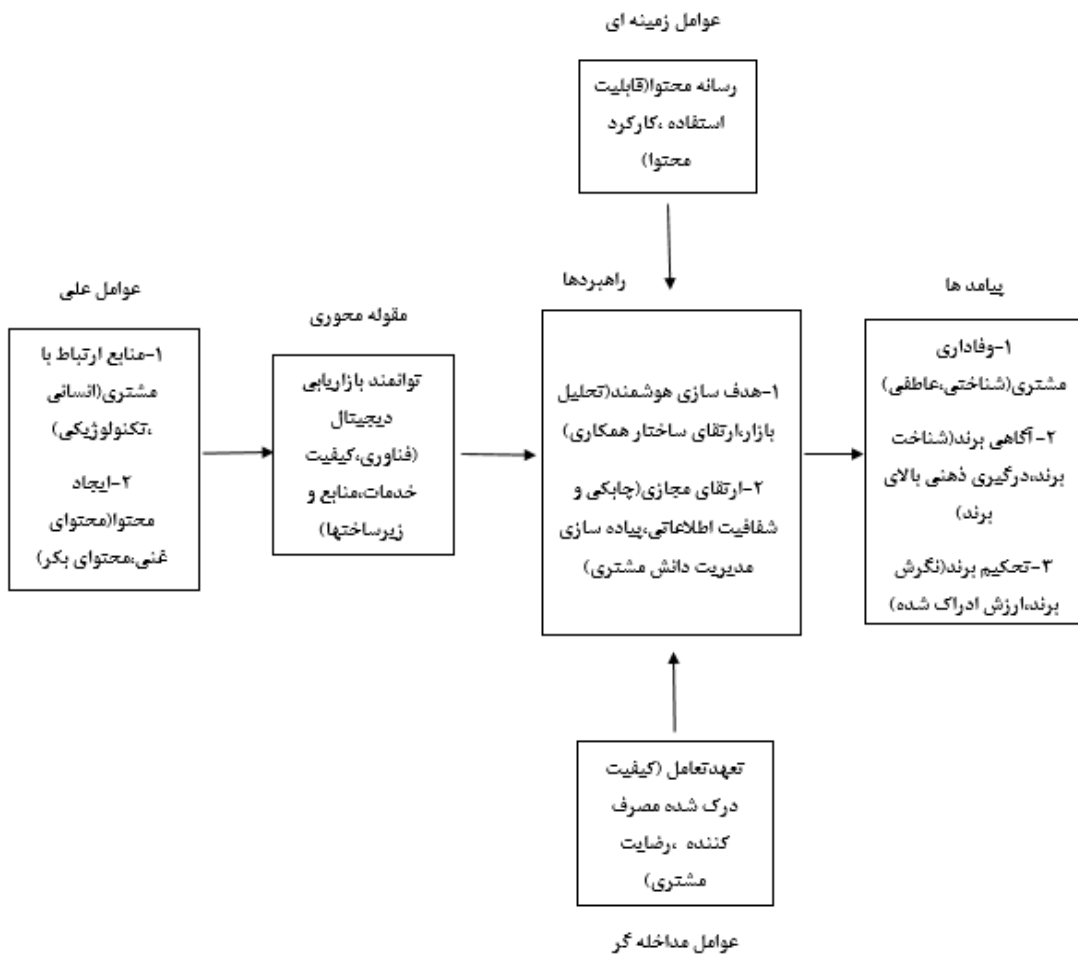 عوامل زمینه ای
رسانه محتوا(قابلیت
استفاده ،کارکرد
محتوا)
عوامل علی
۱-منابع ارتباط با
مشتری(انسانی
،تکنولوژیکی)
۲-ایجاد
محتوا(محتوای
غنی،محتوای بکر)
مقوله محوری
توانمند بازاریابی
دیجیتال
(فناوری،کیفیت
خدمات،منابع و
زیرساختها)
راهبردها
۱-هدف سازی هوشمند(تحلیل
بازار،ارتقای ساختار همکاری)
۲-ارتقای مجازی(چابکی و
شفافیت اطلاعاتی،پیاده سازی
مدیریت دانش مشتری)
پیامد ها
۱-وفاداری
مشتری(شناختی،عاطفی)
۲-آگاهی برند(شناخت
برند،درگیری ذهنی بالای
برند)
۳-تحکیم برند(نگرش
برند،ارزش ادراک شده)
تعهدتعامل (کیفیت
درک شده مصرف
کننده ،رضایت
مشتری)
عوامل مداخله گر